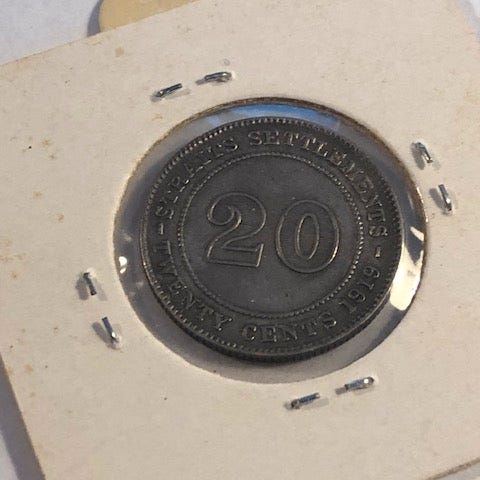 - STRAITS SETTLEMENTS -
20
TWENTY CENTS 1919